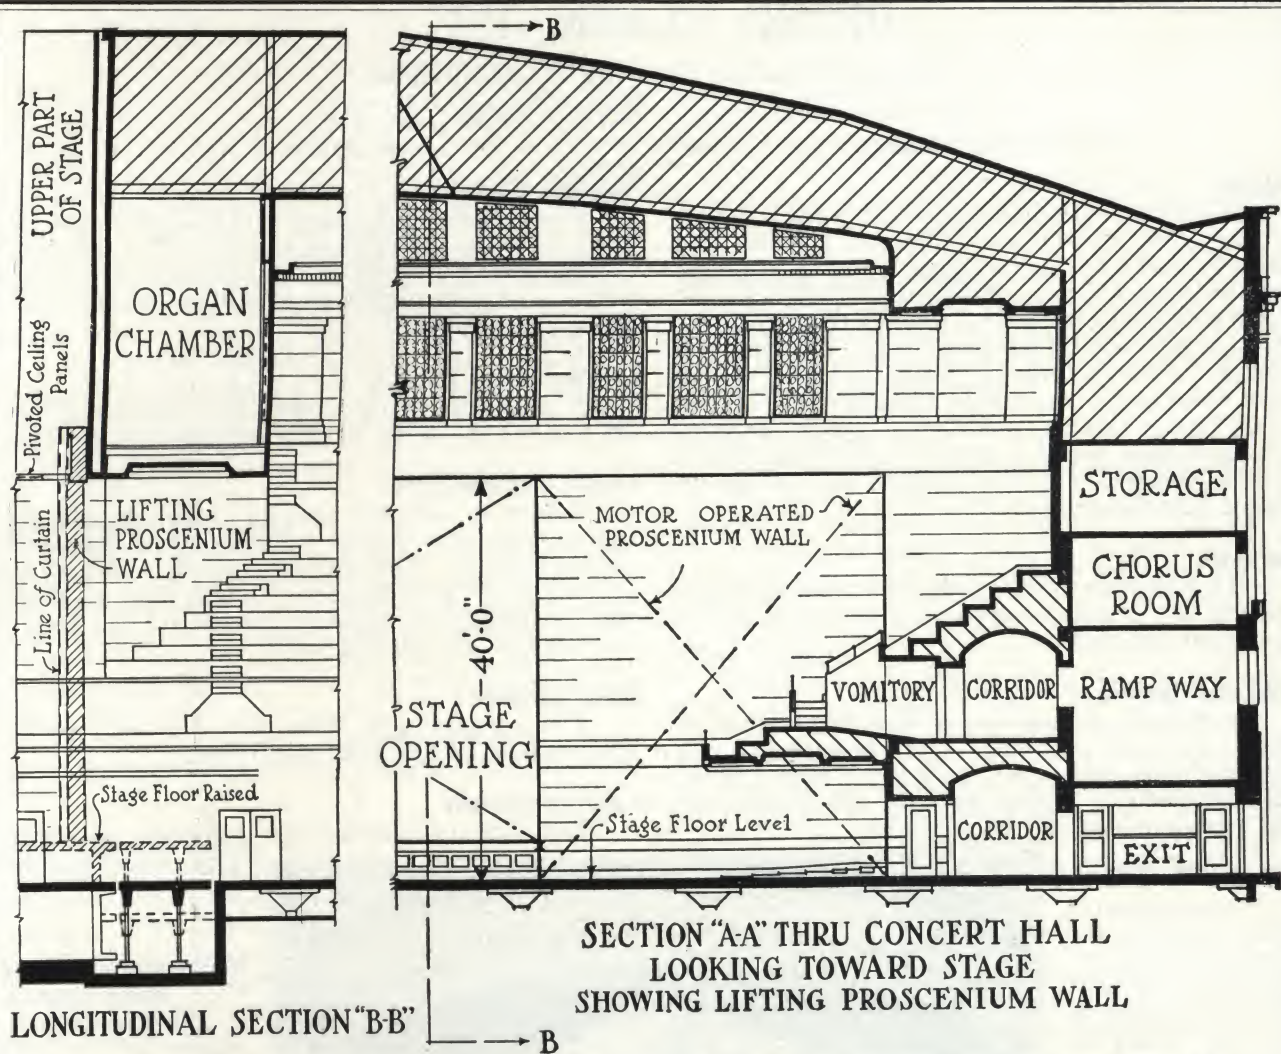 B
UPPER PART
OF STAGE
ORGAN
CHAMBER
Pivoted Ceiling
Panels
LIFTING
PROSCENIUM
WALL
Line of Curtain
Stage Floor Raised
LONGITUDINAL SECTION "B-B"
40'-0"
STAGE
OPENING
MOTOR OPERATED
PROSCENIUM WALL
STORAGE
CHORUS
ROOM
VOMITORY
CORRIDOR
RAMP WAY
Stage Floor Level
CORRIDOR
EXIT
SECTION "A-A" THRU CONCERT HALL
LOOKING TOWARD STAGE
SHOWING LIFTING PROSCENIUM WALL
B